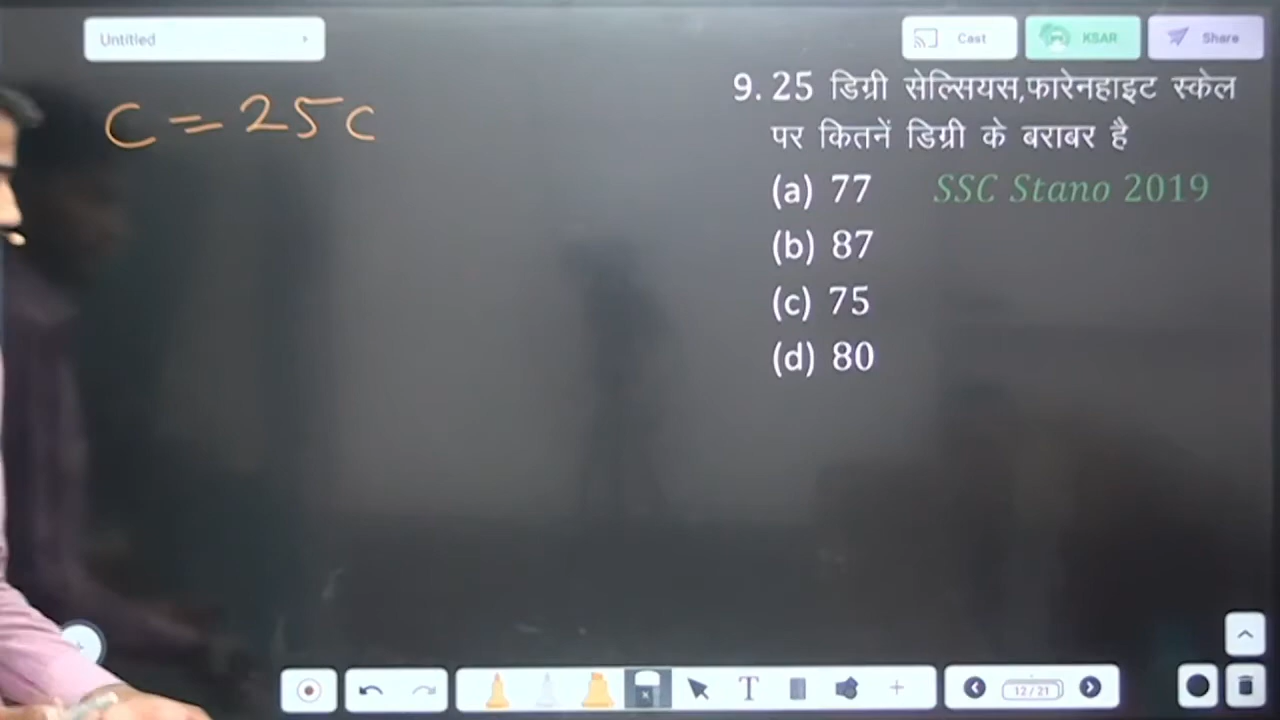 Untitled
Cast
KSAR
Share
C = 25 C
9. 25 डिग्री सेल्सियस,फारेनहाइट स्केल
पर कितनें डिग्री के बराबर है
(a) 77 SSC Stano 2019
(b) 87
(c) 75
(d) 80
T
12 / 21